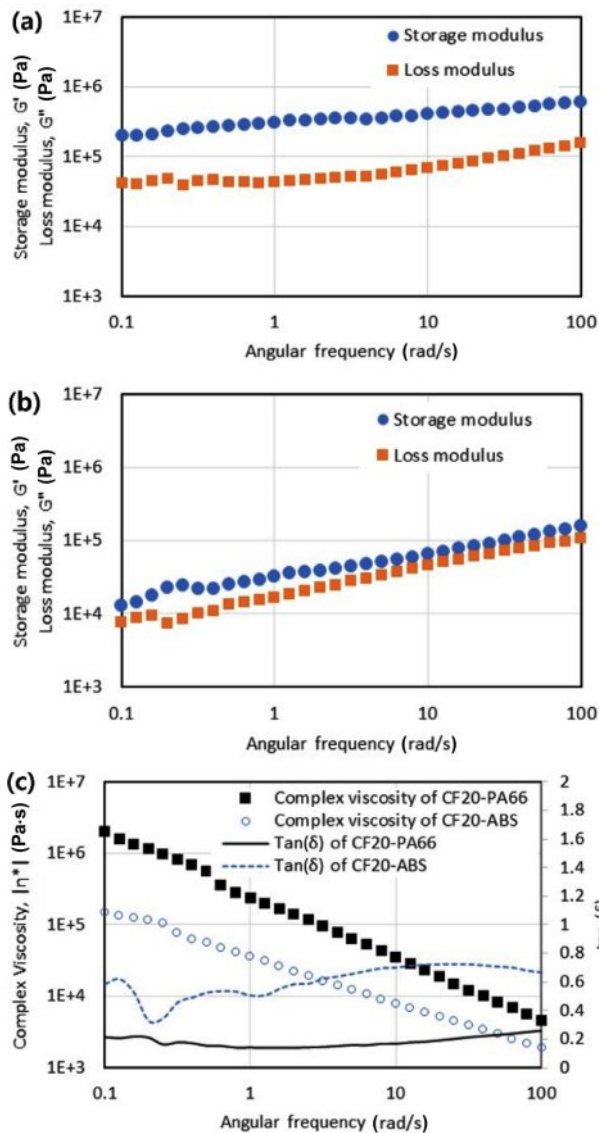 (a)
Storage modulus, G' (Pa)
Loss modulus, G" (Pa)
1E+7
1E+6
1E+5
1E+4
1E+3
Storage modulus
Loss modulus
0.1 1 10 100
Angular frequency (rad/s)
(b)
Storage modulus, G' (Pa)
Loss modulus, G" (Pa)
1E+7
1E+6
1E+5
1E+4
1E+3
Storage modulus
Loss modulus
0.1 1 10 100
Angular frequency (rad/s)
(c)
Complex Viscosity, |η*| (Pa·s)
1E+7
1E+6
1E+5
1E+4
1E+3
Complex viscosity of CF20-PA66
Complex viscosity of CF20-ABS
Tan(δ) of CF20-PA66
Tan(δ) of CF20-ABS
2
1.8
1.6
1.4
1.2
1
0.8
0.6
0.4
0.2
0
0.1 1 10 100
Angular frequency (rad/s)